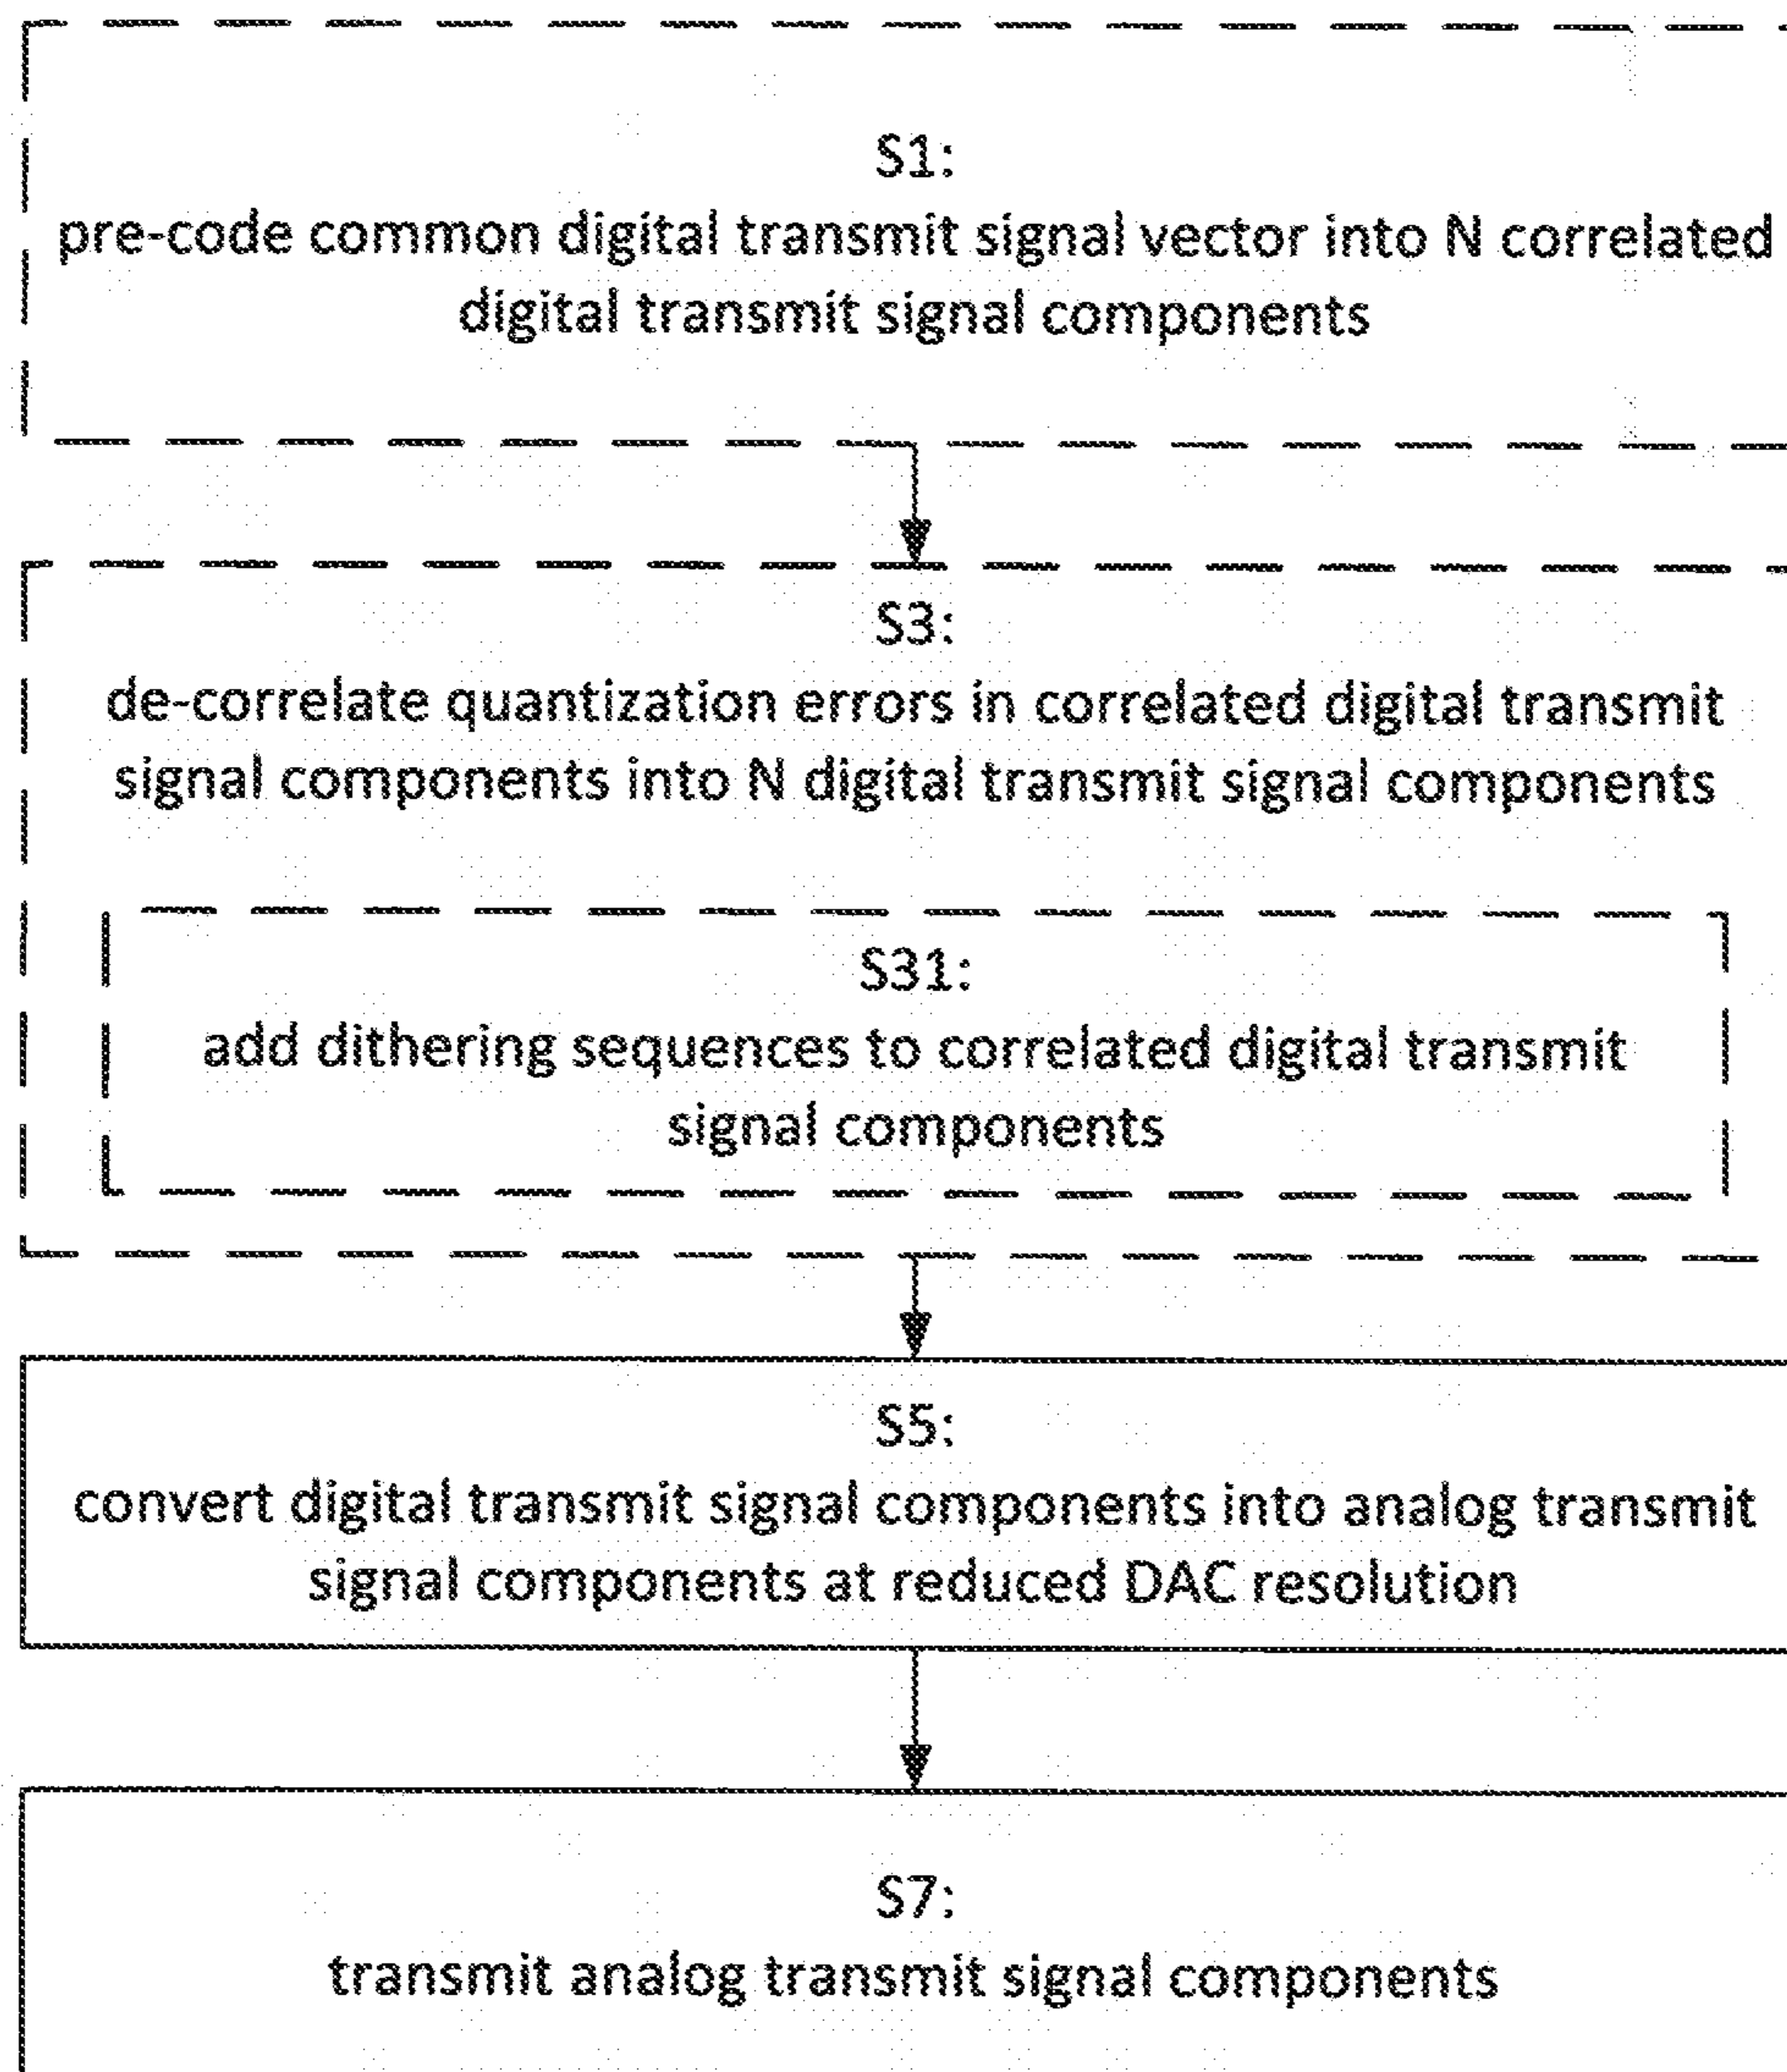 S1:
pre-code common digital transmit signal vector into N correlated
digital transmit signal components
S3:
de-correlate quantization errors in correlated digital transmit
signal components into N digital transmit signal components
S31:
add dithering sequences to correlated digital transmit
signal components
S5:
convert digital transmit signal components into analog transmit
signal components at reduced DAC resolution
S7:
transmit analog transmit signal components